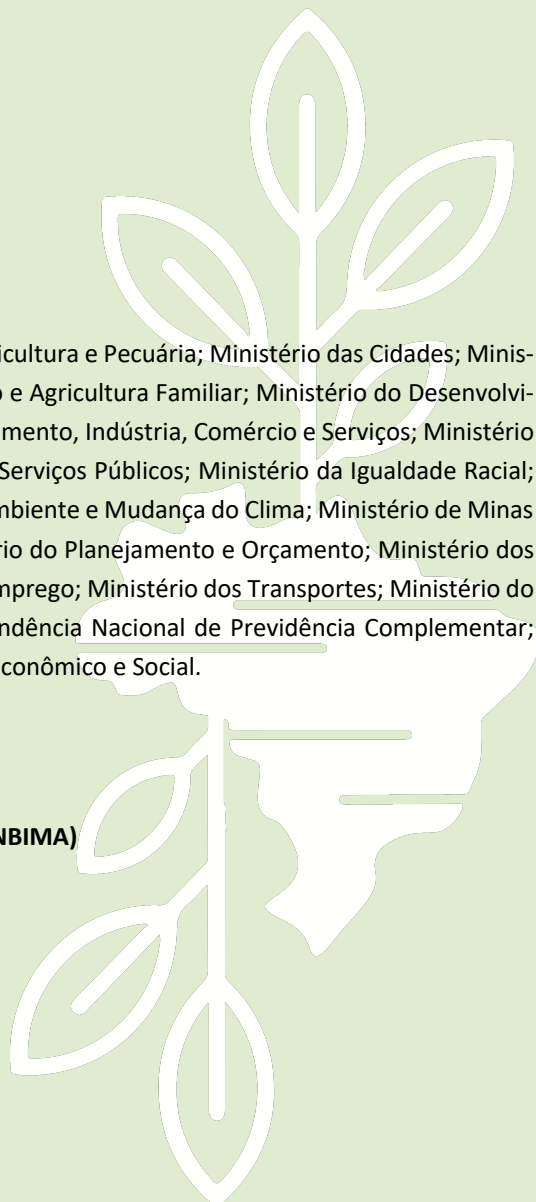 icultura e Pecuária; Ministério das Cidades; Minis-
o e Agricultura Familiar; Ministério do Desenvolvi-
mento, Indústria, Comércio e Serviços; Ministério
Serviços Públicos; Ministério da Igualdade Racial;
mbiente e Mudança do Clima; Ministério de Minas
rio do Planejamento e Orçamento; Ministério dos
mprego; Ministério dos Transportes; Ministério do
ndência Nacional de Previdência Complementar;
conômico e Social.
NBIMA)